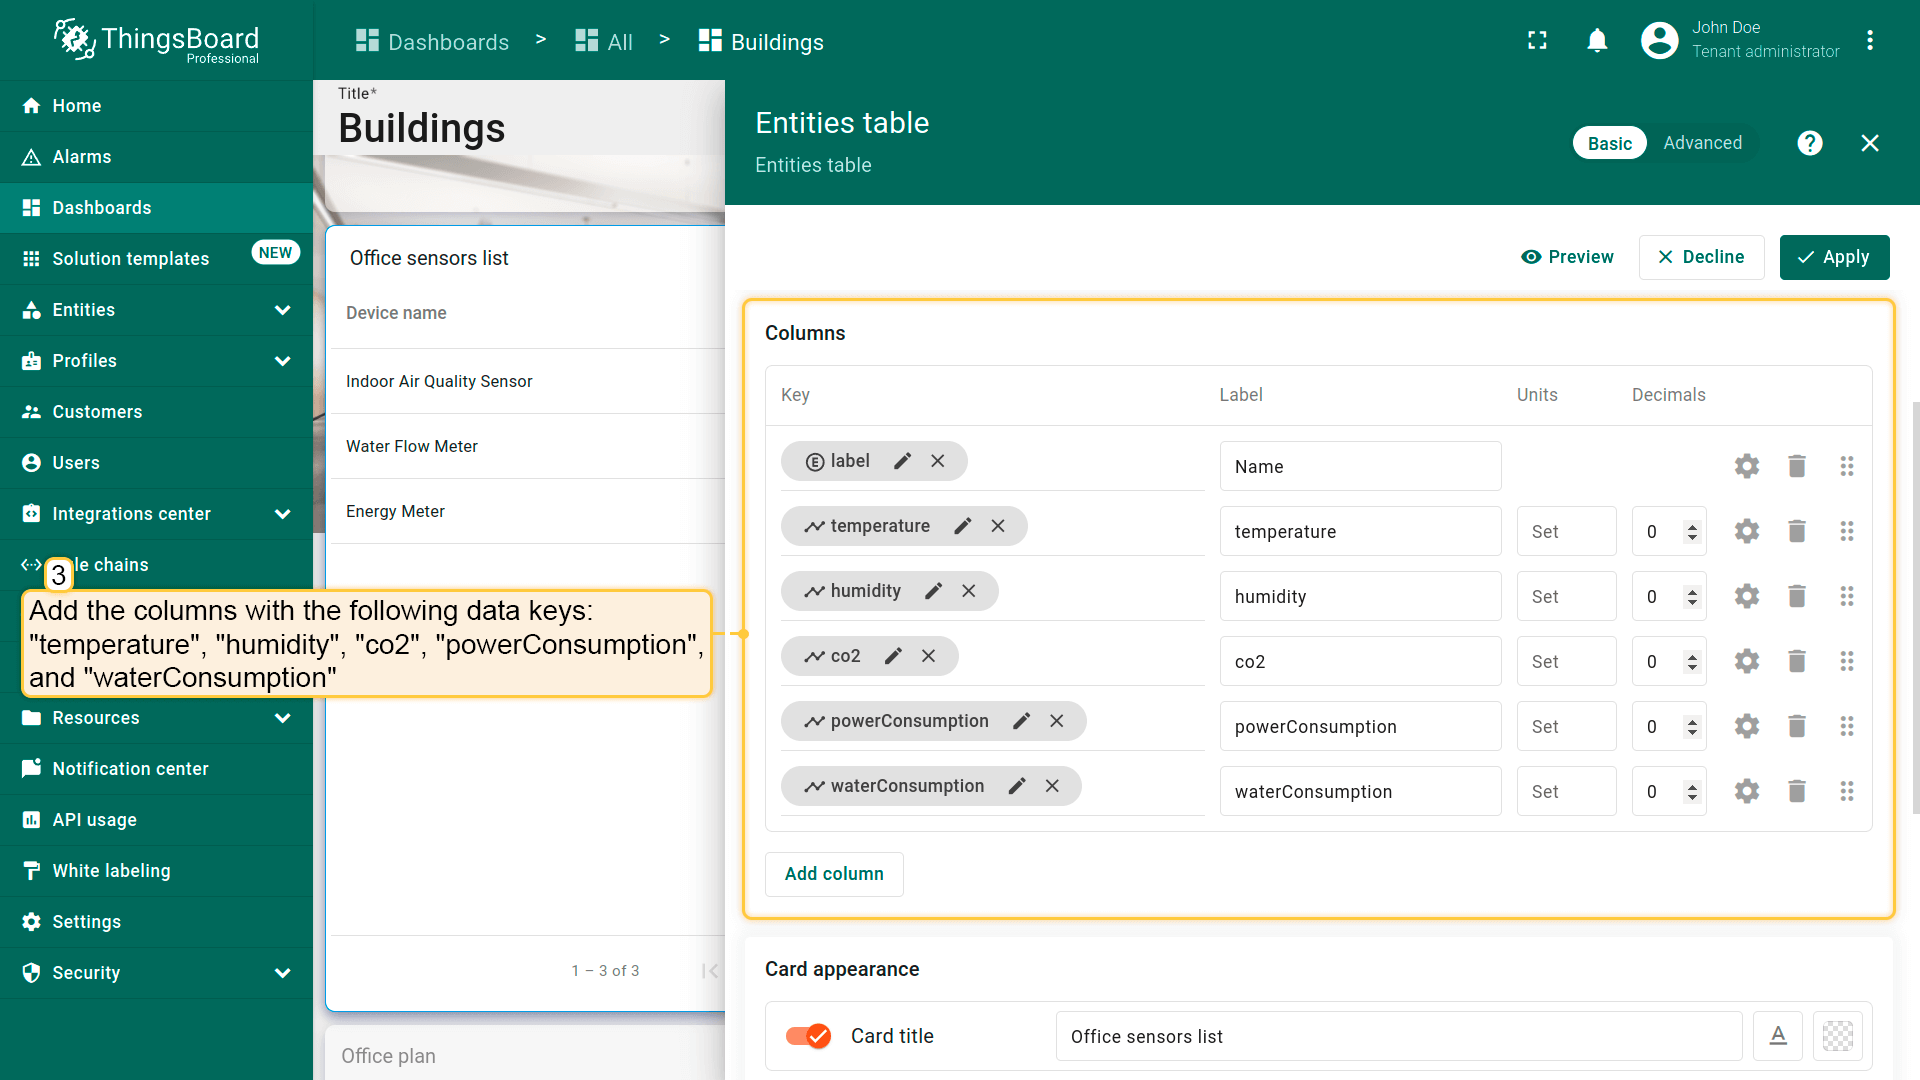 ThingsBoard
Professional
Dashboards > All > Buildings
John Doe
Tenant administrator
Home
Alarms
Dashboards
Solution templates NEW
Entities
Profiles
Customers
Users
Integrations center
le chains
Resources
Notification center
API usage
White labeling
Settings
Security
Title*
Buildings
Office sensors list
Device name
Indoor Air Quality Sensor
Water Flow Meter
Energy Meter
1 – 3 of 3
Office plan
3
Add the columns with the following data keys:
"temperature", "humidity", "co2", "powerConsumption",
and "waterConsumption"
Entities table
Entities table
Basic Advanced
Preview Decline Apply
Columns
Key Label Units Decimals
label Name
temperature temperature Set 0
humidity humidity Set 0
co2 co2 Set 0
powerConsumption powerConsumption Set 0
waterConsumption waterConsumption Set 0
Add column
Card appearance
Card title Office sensors list